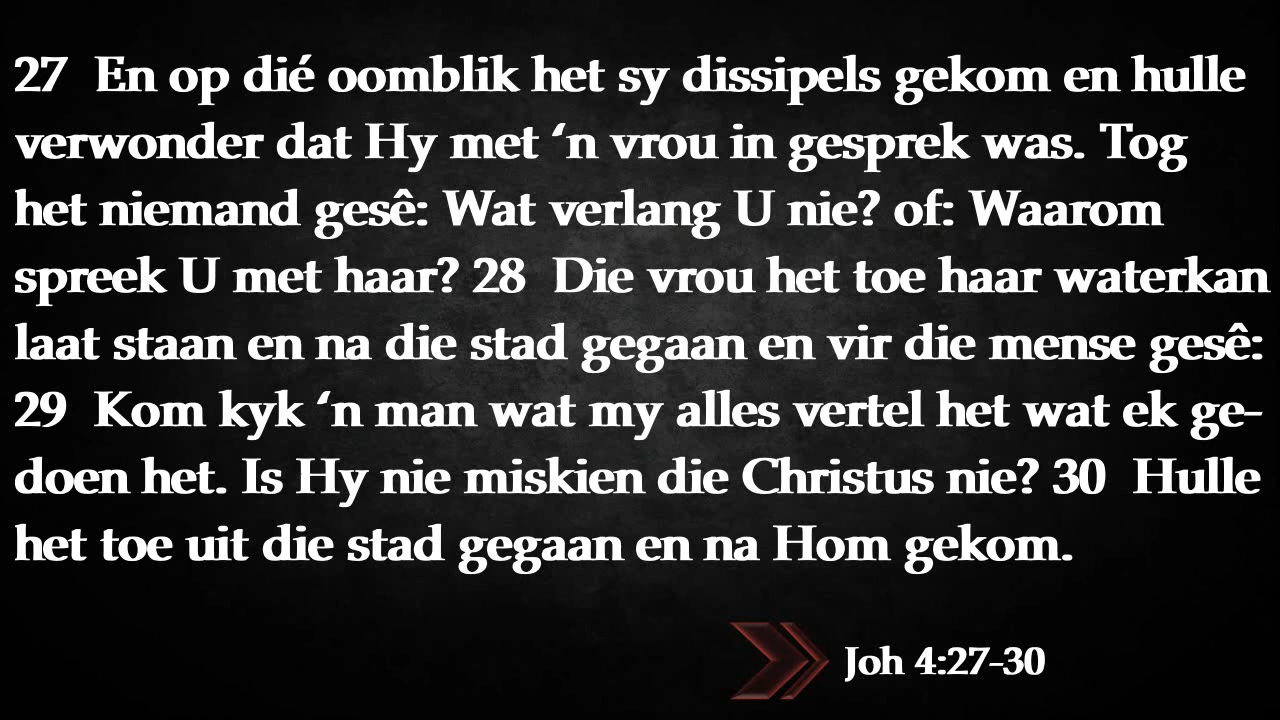 27  En op dié oomblik het sy dissipels gekom en hulle
verwonder dat Hy met ‘n vrou in gesprek was. Tog
het niemand gesê: Wat verlang U nie? of: Waarom
spreek U met haar? 28  Die vrou het toe haar waterkan
laat staan en na die stad gegaan en vir die mense gesê:
29  Kom kyk ‘n man wat my alles vertel het wat ek ge-
doen het. Is Hy nie miskien die Christus nie? 30  Hulle
het toe uit die stad gegaan en na Hom gekom.
Joh 4:27-30